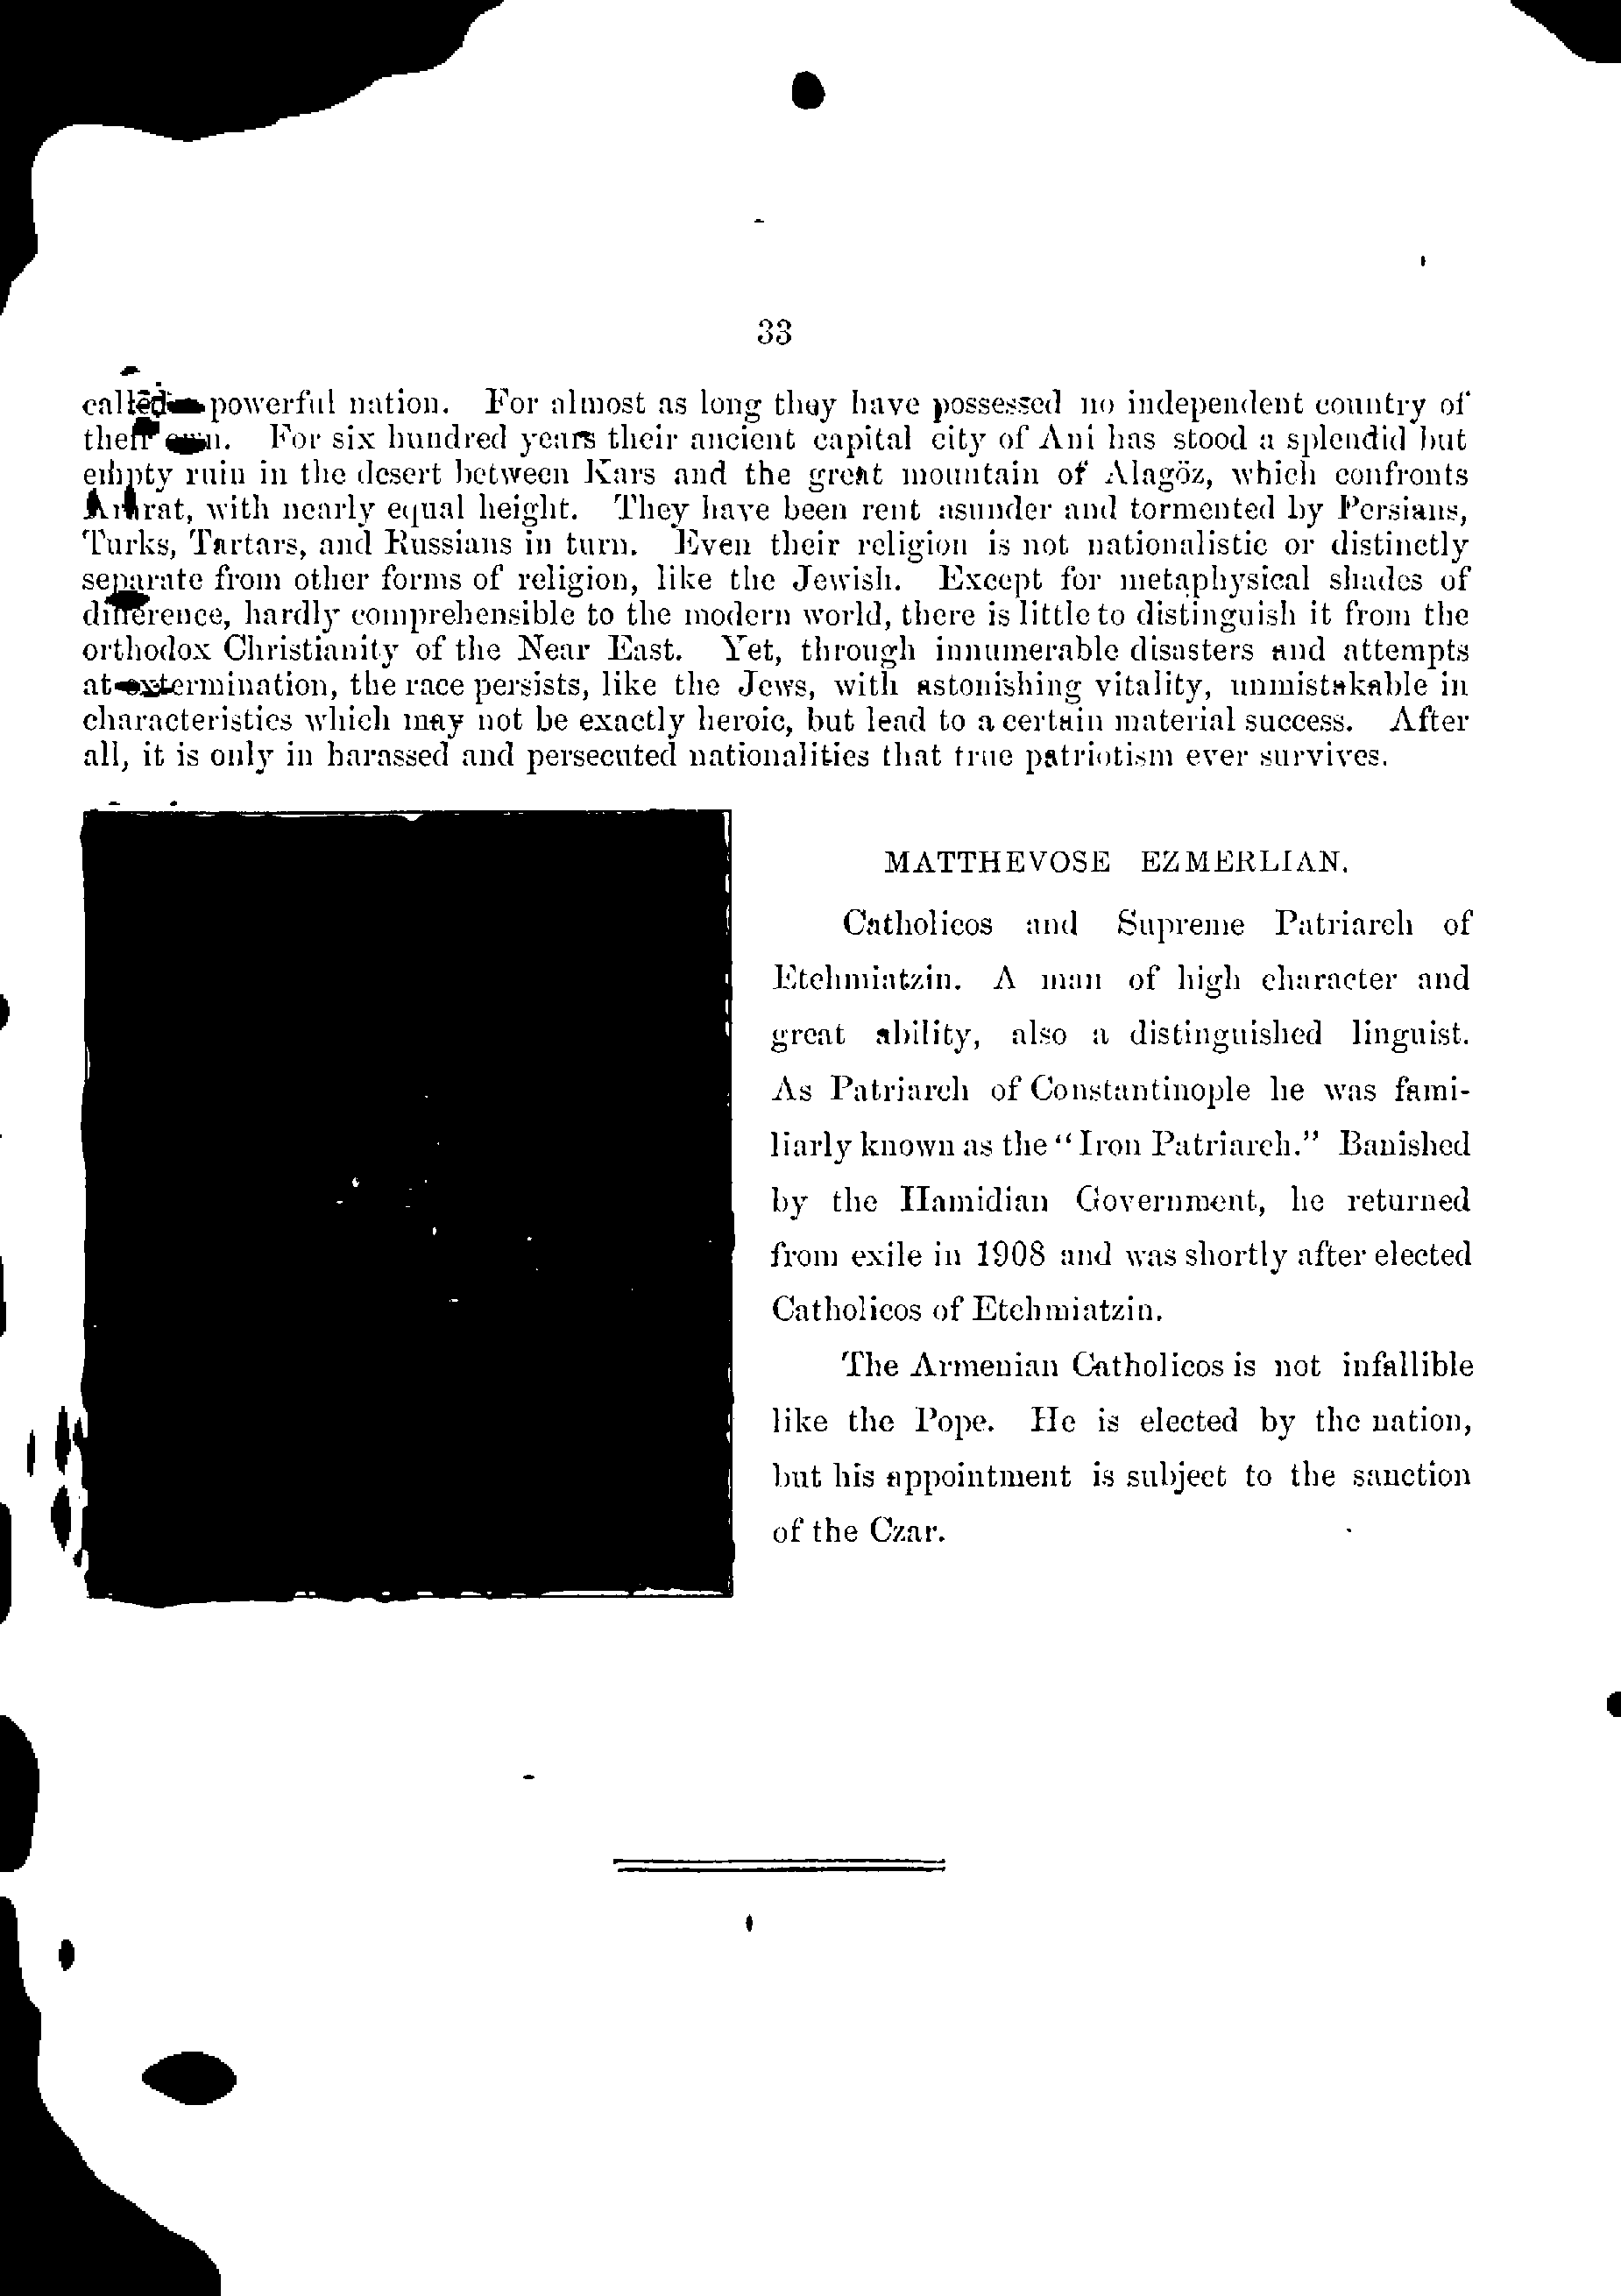 33
called a powerful nation. For almost as long they have possessed no independent country of
their own. For six hundred years their ancient capital city of Ani has stood a splendid but
empty ruin in the desert between Kars and the great mountain of Alagöz, which confronts
Ararat, with nearly equal height. They have been rent asunder and tormented by Persians,
Turks, Tartars, and Russians in turn. Even their religion is not nationalistic or distinctly
separate from other forms of religion, like the Jewish. Except for metaphysical shades of
difference, hardly comprehensible to the modern world, there is little to distinguish it from the
orthodox Christianity of the Near East. Yet, through innumerable disasters and attempts
at extermination, the race persists, like the Jews, with astonishing vitality, unmistakable in
characteristics which may not be exactly heroic, but lead to a certain material success. After
all, it is only in harassed and persecuted nationalities that true patriotism ever survives.
MATTHEVOSE EZMERLIAN.
Catholicos and Supreme Patriarch of
Etchmiatzin. A man of high character and
great ability, also a distinguished linguist.
As Patriarch of Constantinople he was fami-
liarly known as the "Iron Patriarch." Banished
by the Hamidian Government, he returned
from exile in 1908 and was shortly after elected
Catholicos of Etchmiatzin.
The Armenian Catholicos is not infallible
like the Pope. He is elected by the nation,
but his appointment is subject to the sanction
of the Czar.